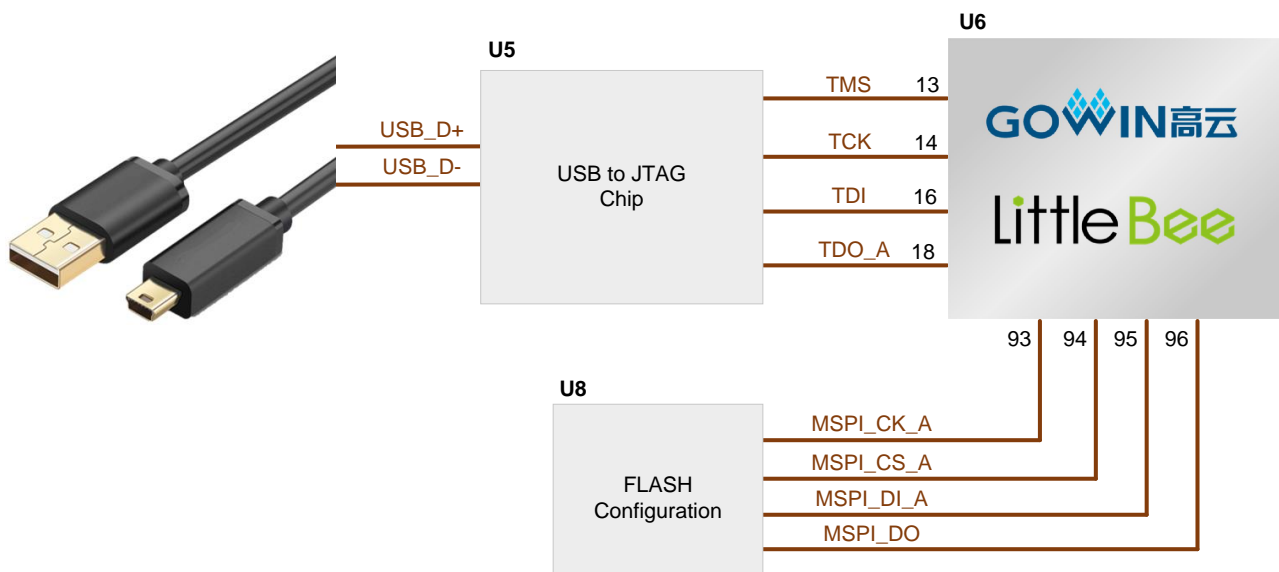 U6
U5
TMS 13
GOWIN高云
USB_D+
TCK 14
USB_D-
USB to JTAG
Chip
TDI 16
LittleBee
TDO_A 18
93 94 95 96
U8
MSPI_CK_A
MSPI_CS_A
FLASH
Configuration
MSPI_DI_A
MSPI_DO